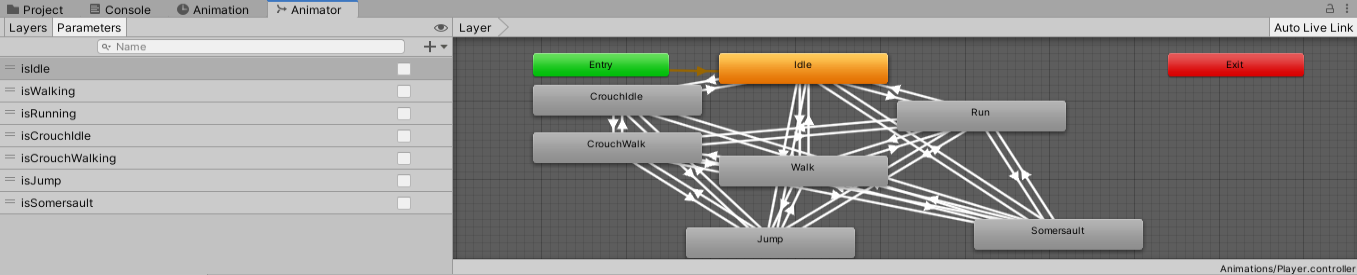 Project Console Animation Animator
Layers Parameters
Layer
Auto Live Link
Name
isIdle
isWalking
isRunning
isCrouchIdle
isCrouchWalking
isJump
isSomersault
Entry
Idle
Exit
CrouchIdle
Run
CrouchWalk
Walk
Somersault
Jump
Animations/Player.controller